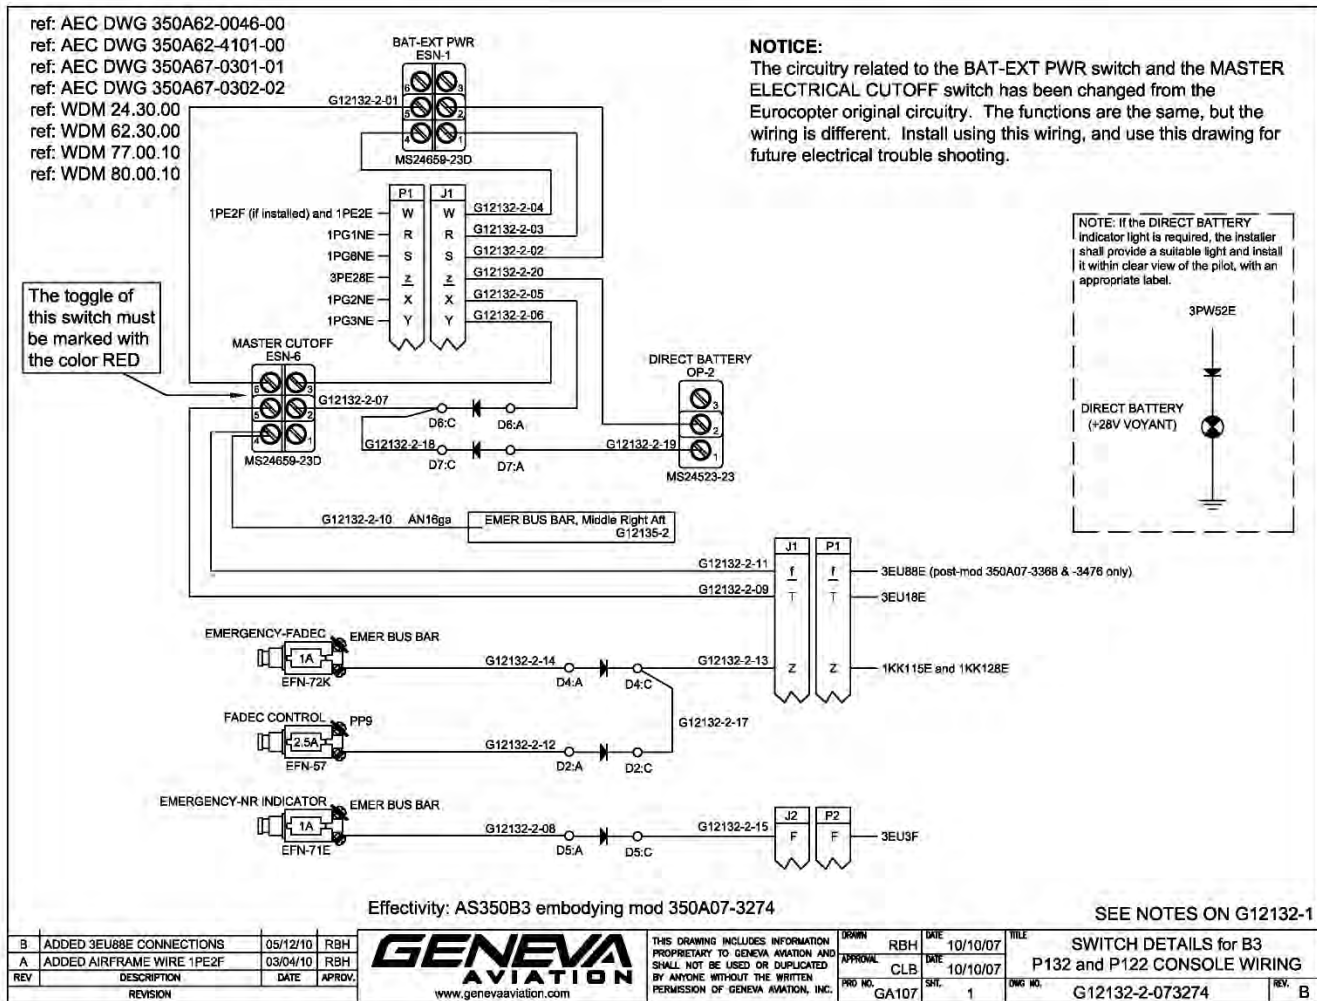 ref: AEC DWG 350A62-0046-00
ref: AEC DWG 350A62-4101-00
ref: AEC DWG 350A67-0301-01
ref: AEC DWG 350A67-0302-02
ref: WDM 24.30.00
ref: WDM 62.30.00
ref: WDM 77.00.10
ref: WDM 80.00.10
BAT-EXT PWR
ESN-1
6 3
5 2
4 1
MS24659-23D
G12132-2-01
NOTICE:
The circuitry related to the BAT-EXT PWR switch and the MASTER
ELECTRICAL CUTOFF switch has been changed from the
Eurocopter original circuitry. The functions are the same, but the
wiring is different. Install using this wiring, and use this drawing for
future electrical trouble shooting.
P1 J1
1PE2F (if installed) and 1PE2E W W G12132-2-04
1PG1NE R R G12132-2-03
1PG6NE S S G12132-2-02
3PE28E z z G12132-2-20
1PG2NE X X G12132-2-05
1PG3NE Y Y G12132-2-06
The toggle of
this switch must
be marked with
the color RED
MASTER CUTOFF
ESN-6
6 3
5 2
4 1
MS24659-23D
G12132-2-07
D6:C D6:A
G12132-2-18
D7:C D7:A
G12132-2-19
DIRECT BATTERY
OP-2
3
2
1
MS24523-23
NOTE: If the DIRECT BATTERY
indicator light is required, the installer
shall provide a suitable light and install
it within clear view of the pilot, with an
appropriate label.
3PW52E
DIRECT BATTERY
(+28V VOYANT)
G12132-2-10 AN16ga
EMER BUS BAR, Middle Right Aft
G12135-2
J1 P1
G12132-2-11 f f 3EU88E (post-mod 350A07-3368 & -3476 only)
G12132-2-09 T T 3EU18E
EMERGENCY-FADEC EMER BUS BAR
1A
EFN-72K
G12132-2-14
D4:A D4:C
G12132-2-13 Z Z 1KK115E and 1KK128E
G12132-2-17
FADEC CONTROL PP9
2.5A
EFN-57
G12132-2-12
D2:A D2:C
EMERGENCY-NR INDICATOR EMER BUS BAR
1A
EFN-71E
G12132-2-08
D5:A D5:C
J2 P2
G12132-2-15 F F 3EU3F
Effectivity: AS350B3 embodying mod 350A07-3274
SEE NOTES ON G12132-1
B ADDED 3EU88E CONNECTIONS 05/12/10 RBH
A ADDED AIRFRAME WIRE 1PE2F 03/04/10 RBH
REV DESCRIPTION DATE APROV.
REVISION
GENEVA
AVIATION
www.genevaaviation.com
THIS DRAWING INCLUDES INFORMATION
PROPRIETARY TO GENEVA AVIATION AND
SHALL NOT BE USED OR DUPLICATED
BY ANYONE WITHOUT THE WRITTEN
PERMISSION OF GENEVA AVIATION, INC.
DRAWN RBH DATE 10/10/07
APPROVAL CLB DATE 10/10/07
PRO NO. GA107 SHT. 1
TITLE
SWITCH DETAILS for B3
P132 and P122 CONSOLE WIRING
DWG NO. G12132-2-073274 REV. B